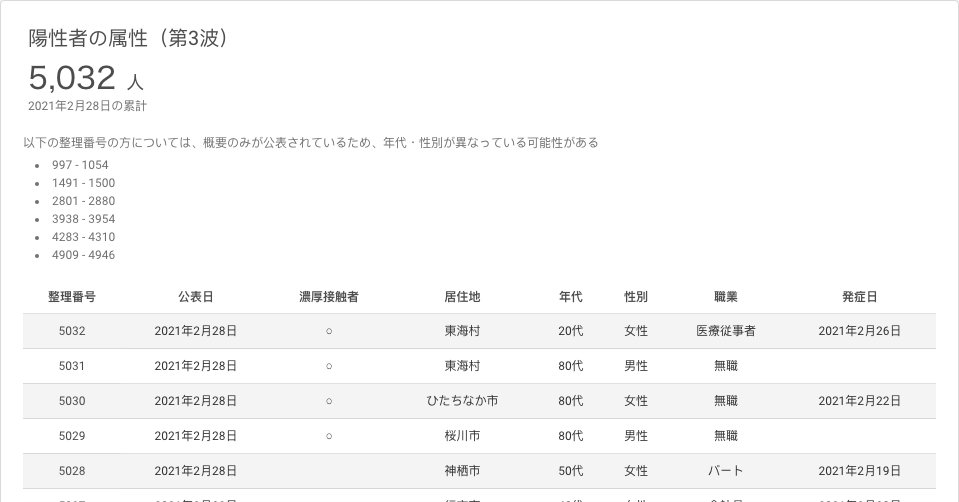 陽性者の属性（第3波）
5,032 人
2021年2月28日の累計
以下の整理番号の方については、概要のみが公表されているため、年代・性別が異なっている可能性がある
• 997 - 1054
• 1491 - 1500
• 2801 - 2880
• 3938 - 3954
• 4283 - 4310
• 4909 - 4946
整理番号 公表日 濃厚接触者 居住地 年代 性別 職業 発症日
5032 2021年2月28日 ○ 東海村 20代 女性 医療従事者 2021年2月26日
5031 2021年2月28日 ○ 東海村 80代 男性 無職
5030 2021年2月28日 ○ ひたちなか市 80代 女性 無職 2021年2月22日
5029 2021年2月28日 ○ 桜川市 80代 男性 無職
5028 2021年2月28日 神栖市 50代 女性 パート 2021年2月19日